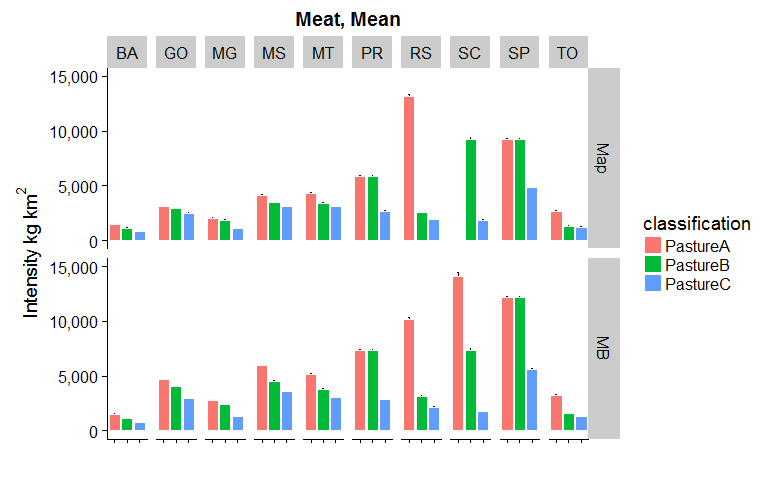 Meat, Mean
BA GO MG MS MT PR RS SC SP TO
15,000
10,000
5,000
0
Map
15,000
10,000
5,000
0
MB
Intensity kg km²
classification
PastureA
PastureB
PastureC